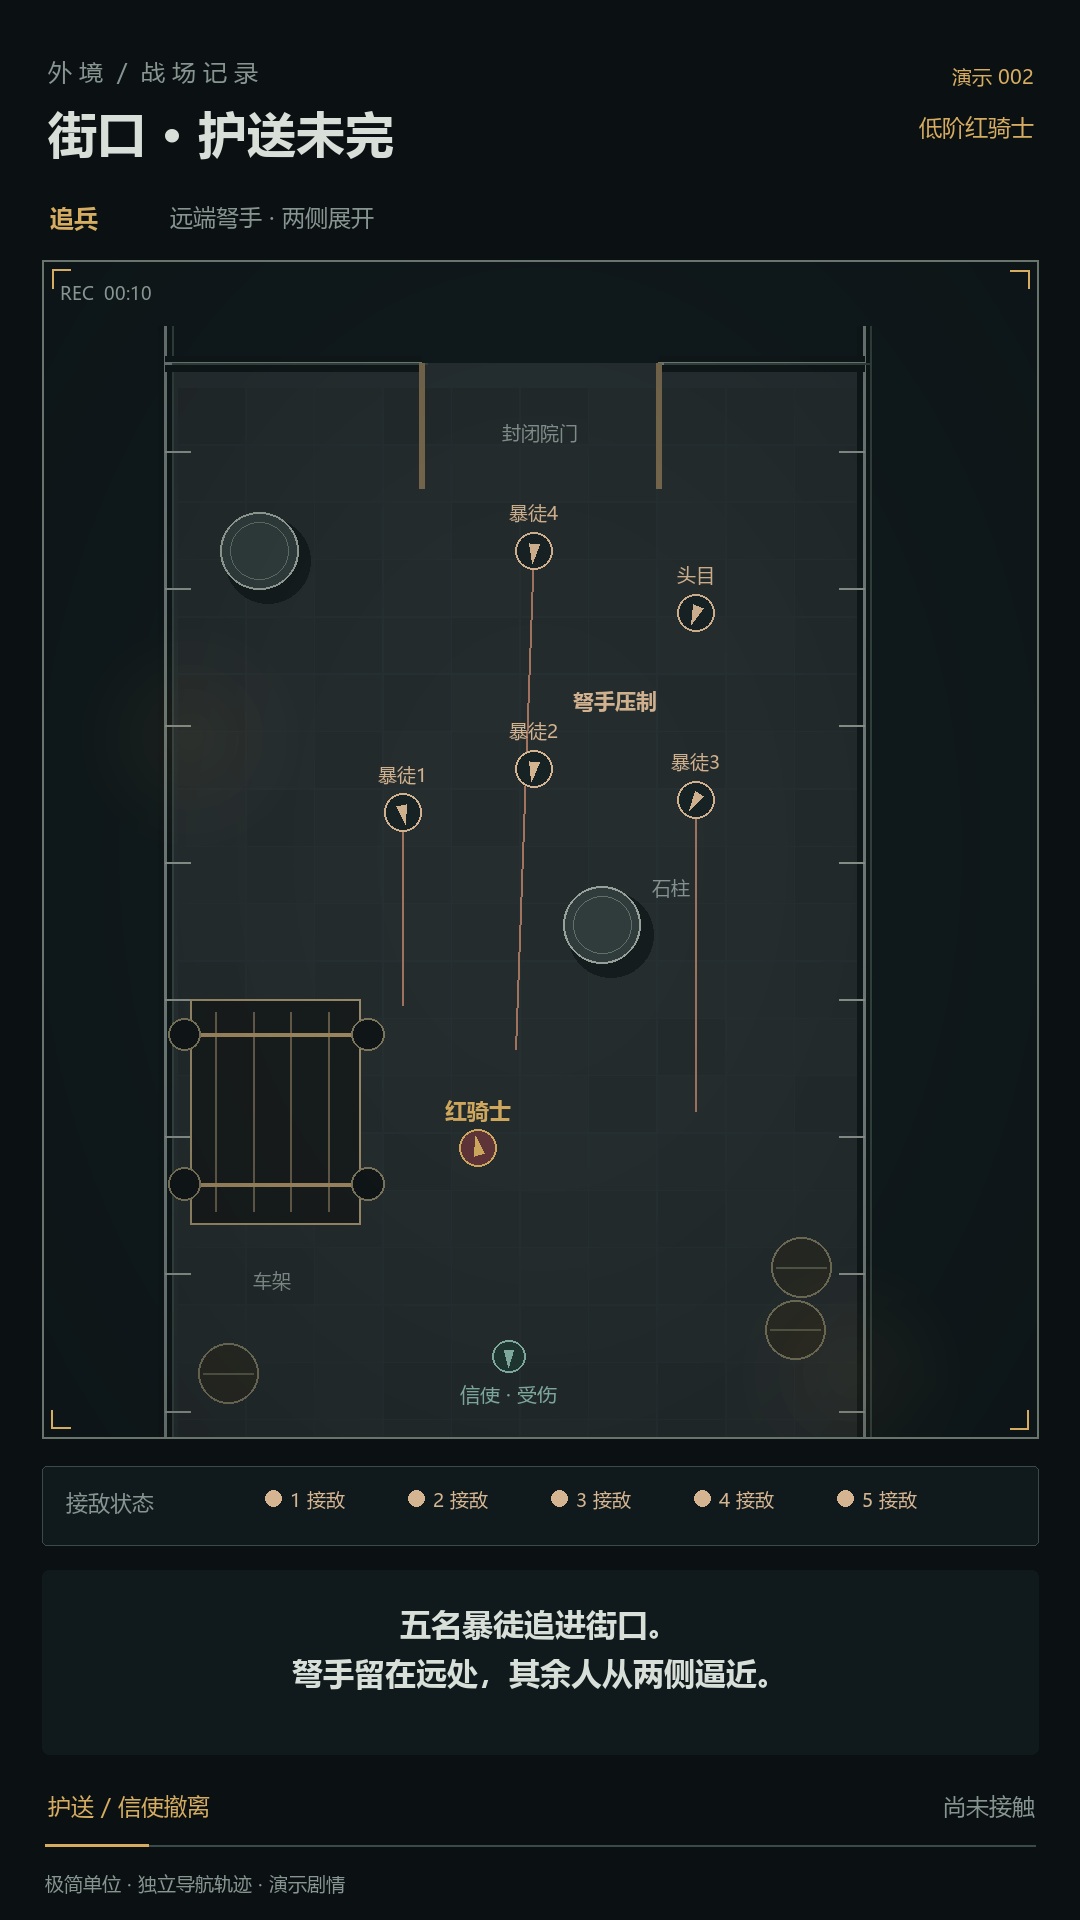 外境 / 战场记录
演示 002
街口 • 护送未完
低阶红骑士
追兵
远端弩手 · 两侧展开
REC 00:10
封闭院门
暴徒4
头目
弩手压制
暴徒2
暴徒3
暴徒1
石柱
红骑士
车架
信使 · 受伤
接敌状态
1 接敌
2 接敌
3 接敌
4 接敌
5 接敌
五名暴徒追进街口。
弩手留在远处，其余人从两侧逼近。
护送 / 信使撤离
尚未接触
极简单位 · 独立导航轨迹 · 演示剧情